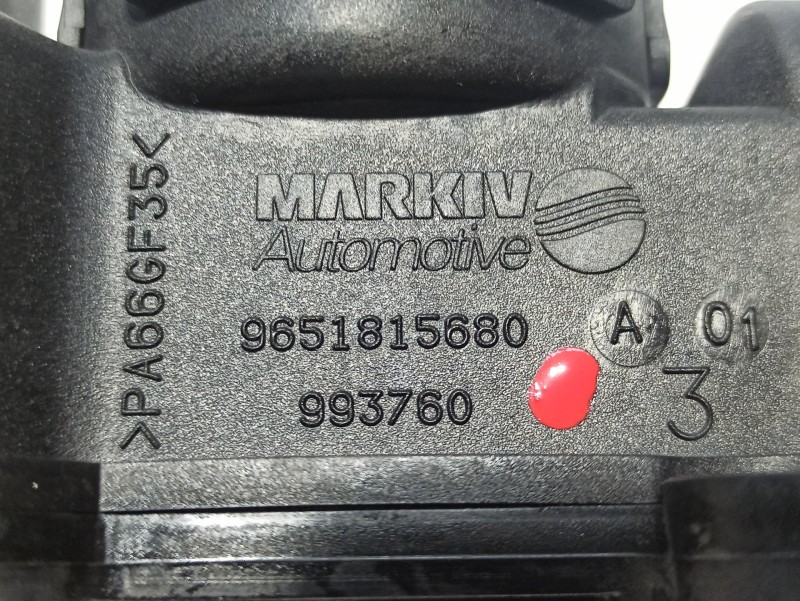 >PA66GF35<
MARKIV
Automotive
9651815680 A 01
993760 3